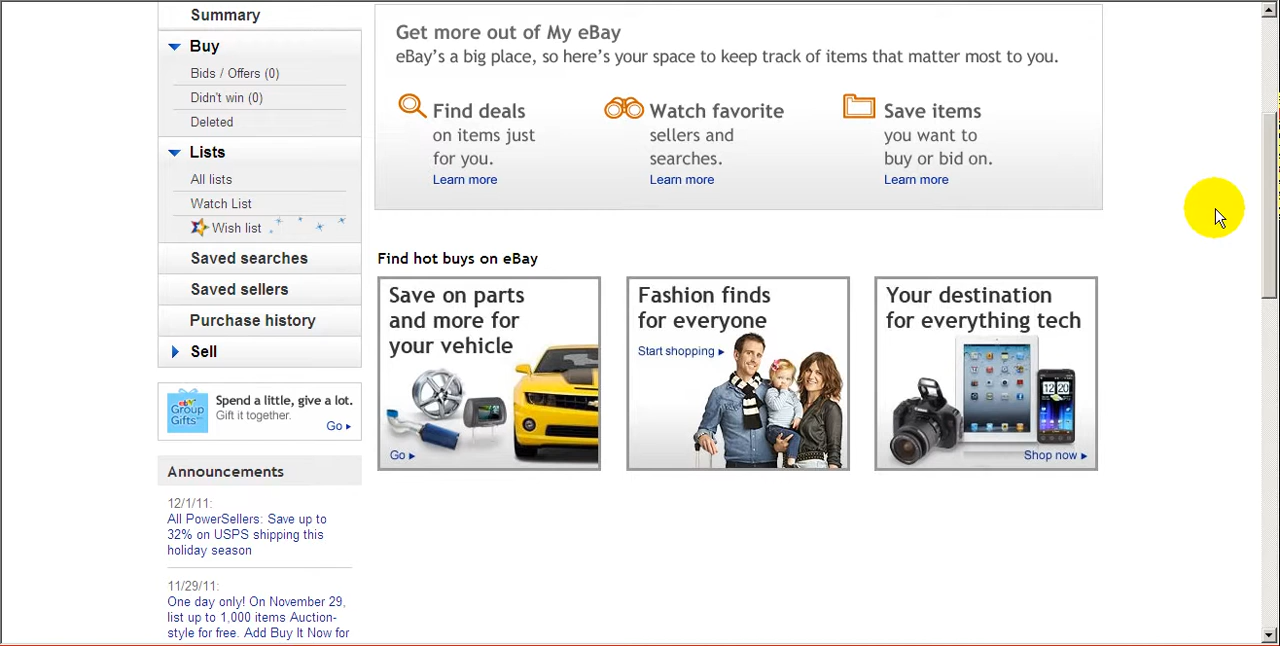 Summary
Buy
Bids / Offers (0)
Didn't win (0)
Deleted
Lists
All lists
Watch List
Wish list
Saved searches
Saved sellers
Purchase history
Sell
ebay Group Gifts
Spend a little, give a lot.
Gift it together.
Go
Announcements
12/1/11:
All PowerSellers: Save up to
32% on USPS shipping this
holiday season
11/29/11:
One day only! On November 29,
list up to 1,000 items Auction-
style for free. Add Buy It Now for
Get more out of My eBay
eBay’s a big place, so here’s your space to keep track of items that matter most to you.
Find deals
on items just
for you.
Learn more
Watch favorite
sellers and
searches.
Learn more
Save items
you want to
buy or bid on.
Learn more
Find hot buys on eBay
Save on parts
and more for
your vehicle
Go
Fashion finds
for everyone
Start shopping
Your destination
for everything tech
12 20
Shop now